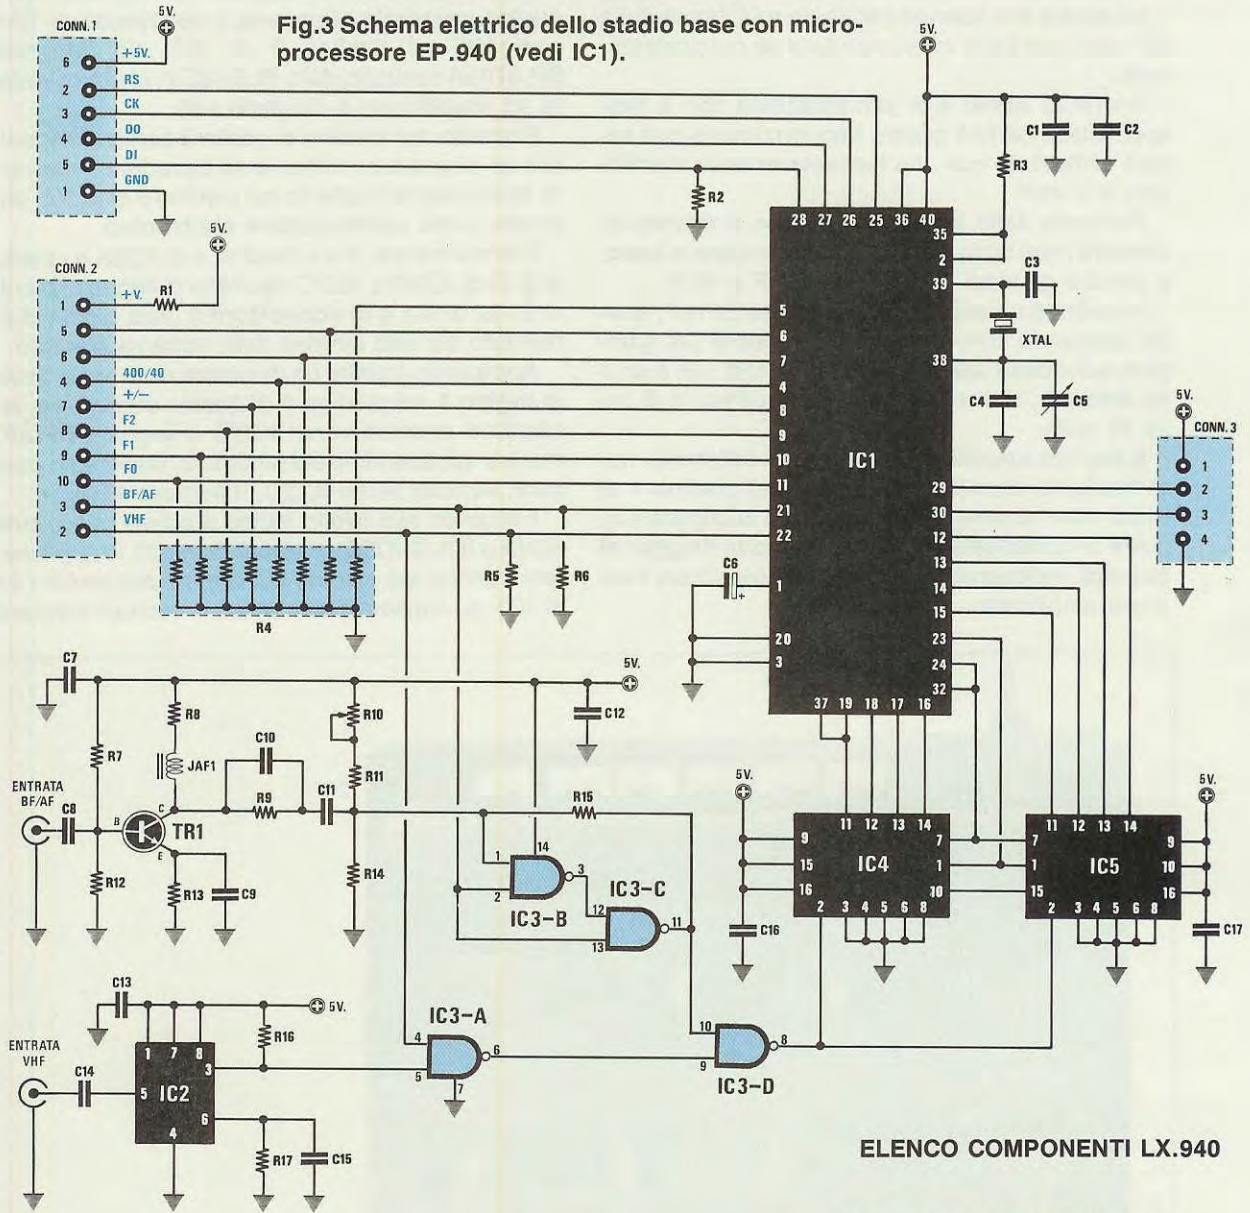 Fig.3 Schema elettrico dello stadio base con micro-
processore EP.940 (vedi IC1).
CONN. 1
5V.
6 +5V.
2 RS
3 CK
4 DO
5 DI
1 GND
5V.
CONN. 2
1 +V. R1
5
6
4 400/40
7 +/−
8 F2
9 F1
10 F0
3 BF/AF
2 VHF
R4
R5
R6
R2
5V.
C1
C2
R3
28 27 26 25 36 40
35
2
39
38
C3
XTAL
C4
C5
5
6
7
4
8
9
10
11
21
22
1
20
3
IC1
29
30
12
13
14
15
23
24
32
37 19 18 17 16
C6
+
5V.
CONN. 3
1
2
3
4
C7
R8
R10
5V.
C12
R7
JAF1
C10
R11
ENTRATA
BF/AF
C8
B
C
E
TR1
R9
C11
R15
R12
R13
C9
R14
1
2
14
3
IC3-B
IC3-C
12
13
11
5V.
9
15
16
11 12 13 14
IC4
7
1
10
2 3 4 5 6 8
C16
5V.
11 12 13 14
7
1
15
IC5
9
10
16
2 3 4 5 6 8
C17
C13
5V.
R16
ENTRATA
VHF
C14
1 7 8
5
IC2
3
6
4
R17
C15
IC3-A
4
5
6
7
10
9
8
IC3-D
ELENCO COMPONENTI LX.940